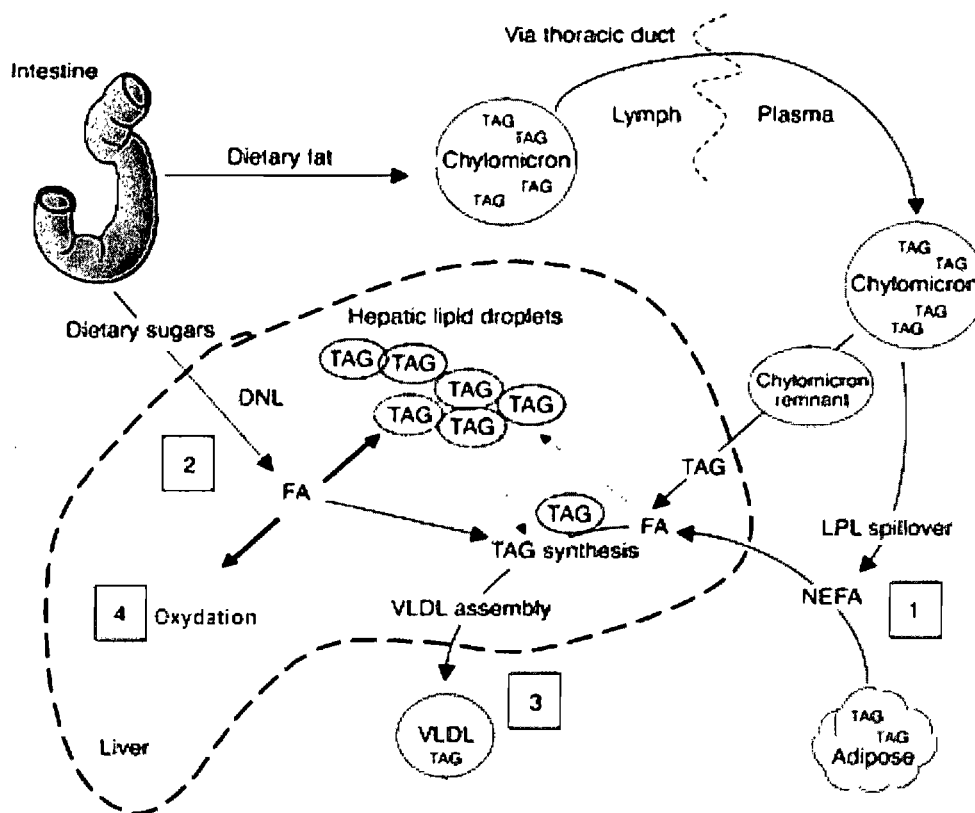 Via thoracic duct
Intestine
TAG
TAG
Chylomicron
TAG
TAG
Lymph
Plasma
Dietary fat
TAG
TAG
Chylomicron
TAG
TAG
Dietary sugars
Hepatic lipid droplets
TAG
TAG
TAG
TAG
TAG
TAG
Chylomicron
remnant
DNL
2
FA
TAG
TAG
FA
TAG synthesis
LPL spillover
NEFA
1
4
Oxydation
VLDL assembly
3
VLDL
TAG
Liver
TAG
TAG
Adipose